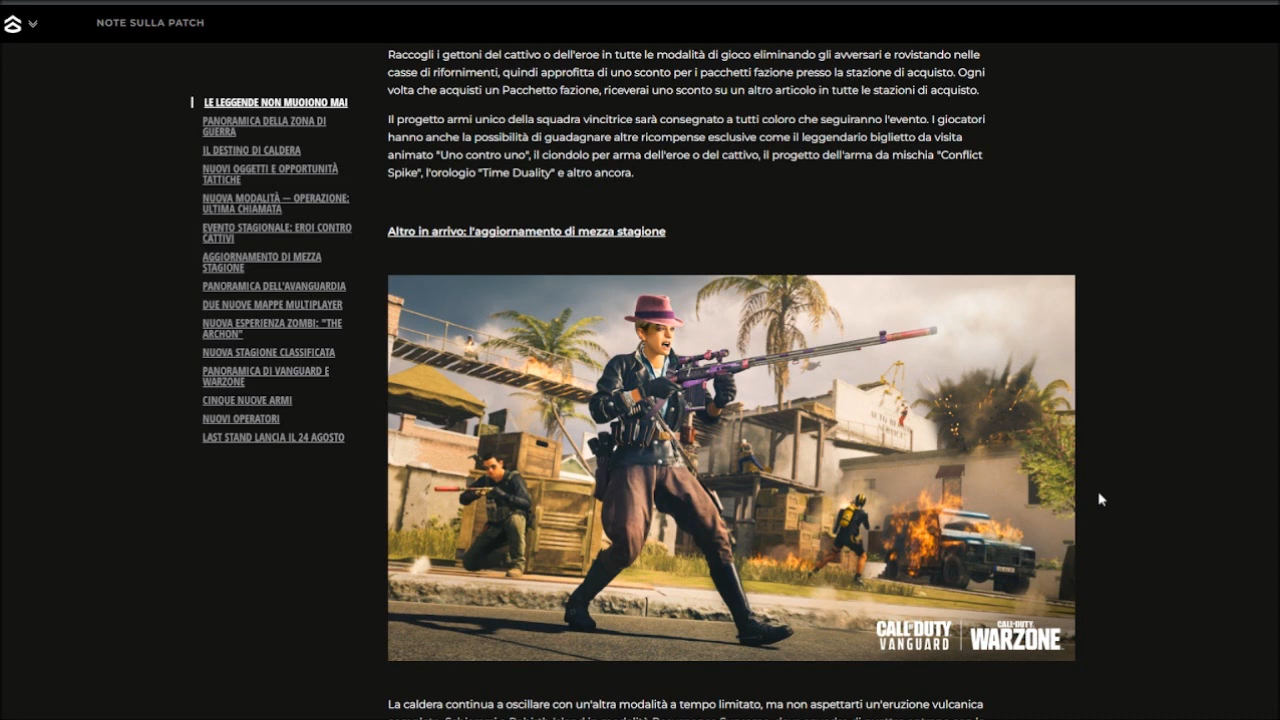 NOTE SULLA PATCH
LE LEGGENDE NON MUOIONO MAI
PANORAMICA DELLA ZONA DI
GUERRA
IL DESTINO DI CALDERA
NUOVI OGGETTI E OPPORTUNITÀ
TATTICHE
NUOVA MODALITÀ — OPERAZIONE:
ULTIMA CHIAMATA
EVENTO STAGIONALE: EROI CONTRO
CATTIVI
AGGIORNAMENTO DI MEZZA
STAGIONE
PANORAMICA DELL'AVANGUARDIA
DUE NUOVE MAPPE MULTIPLAYER
NUOVA ESPERIENZA ZOMBI: "THE
ARCHON"
NUOVA STAGIONE CLASSIFICATA
PANORAMICA DI VANGUARD E
WARZONE
CINQUE NUOVE ARMI
NUOVI OPERATORI
LAST STAND LANCIA IL 24 AGOSTO
Raccogli i gettoni del cattivo o dell'eroe in tutte le modalità di gioco eliminando gli avversari e rovistando nelle
casse di rifornimenti, quindi approfitta di uno sconto per i pacchetti fazione presso la stazione di acquisto. Ogni
volta che acquisti un Pacchetto fazione, riceverai uno sconto su un altro articolo in tutte le stazioni di acquisto.
Il progetto armi unico della squadra vincitrice sarà consegnato a tutti coloro che seguiranno l'evento. I giocatori
hanno anche la possibilità di guadagnare altre ricompense esclusive come il leggendario biglietto da visita
animato "Uno contro uno", il ciondolo per arma dell'eroe o del cattivo, il progetto dell'arma da mischia "Conflict
Spike", l'orologio "Time Duality" e altro ancora.
Altro in arrivo: l'aggiornamento di mezza stagione
CALL OF DUTY
VANGUARD
CALL OF DUTY
WARZONE
La caldera continua a oscillare con un'altra modalità a tempo limitato, ma non aspettarti un'eruzione vulcanica